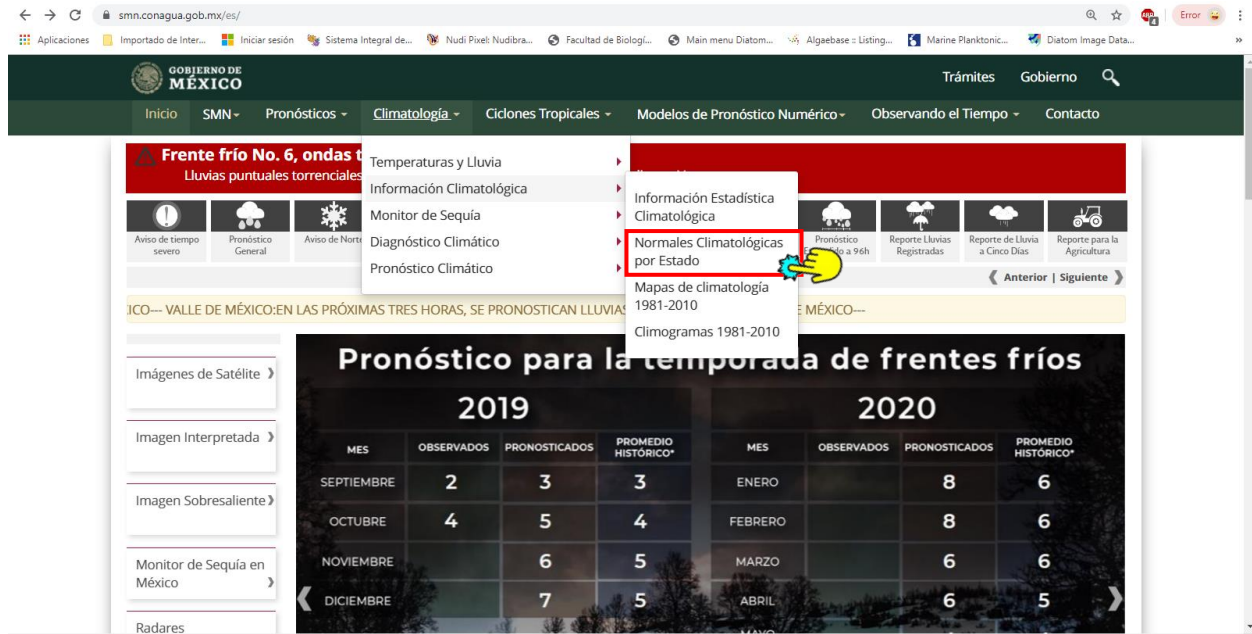 smn.conagua.gob.mx/es/
Error
Aplicaciones
Importado de Inter...
Iniciar sesión
Sistema Integral de...
Nudi Pixel: Nudibra...
Facultad de Biologí...
Main menu Diatom...
Algaebase :: Listing...
Marine Planktonic...
Diatom Image Data...
GOBIERNO DE
MÉXICO
Trámites
Gobierno
Inicio
SMN
Pronósticos
Climatología
Ciclones Tropicales
Modelos de Pronóstico Numérico
Observando el Tiempo
Contacto
Frente frío No. 6, ondas t
Lluvias puntuales torrenciales
Temperaturas y Lluvia
Información Climatológica
Monitor de Sequía
Diagnóstico Climático
Pronóstico Climático
Información Estadística
Climatológica
Normales Climatológicas
por Estado
Mapas de climatología
1981-2010
Climogramas 1981-2010
Aviso de tiempo
severo
Pronóstico
General
Aviso de Norte
Pronóstico
a 96h
Reporte Lluvias
Registradas
Reporte de Lluvia
a Cinco Días
Reporte para la
Agricultura
Anterior | Siguiente
ICO--- VALLE DE MÉXICO:EN LAS PRÓXIMAS TRES HORAS, SE PRONOSTICAN LLUVIAS
E MÉXICO---
Imágenes de Satélite
Imagen Interpretada
Imagen Sobresaliente
Monitor de Sequía en
México
Radares
Pronóstico para la temporada de frentes fríos
2019
2020
MES OBSERVADOS PRONOSTICADOS PROMEDIO HISTÓRICO*
MES OBSERVADOS PRONOSTICADOS PROMEDIO HISTÓRICO*
SEPTIEMBRE 2 3 3
ENERO 8 6
OCTUBRE 4 5 4
FEBRERO 8 6
NOVIEMBRE 6 5
MARZO 6 6
DICIEMBRE 7 5
ABRIL 6 5